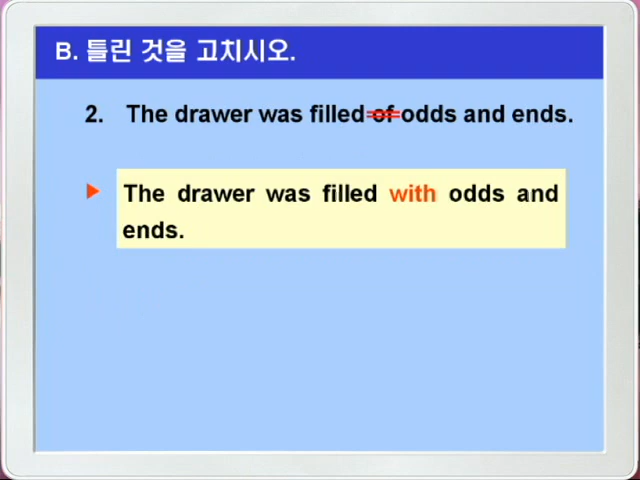 B. 틀린 것을 고치시오.
2. The drawer was filled of odds and ends.
The drawer was filled with odds and
ends.